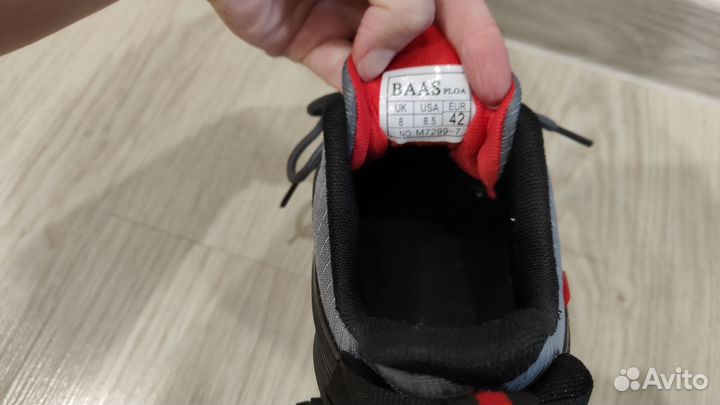 BAAS PLOA
UK USA EUR
8 8.5 42
NO: M7299-7
Avito